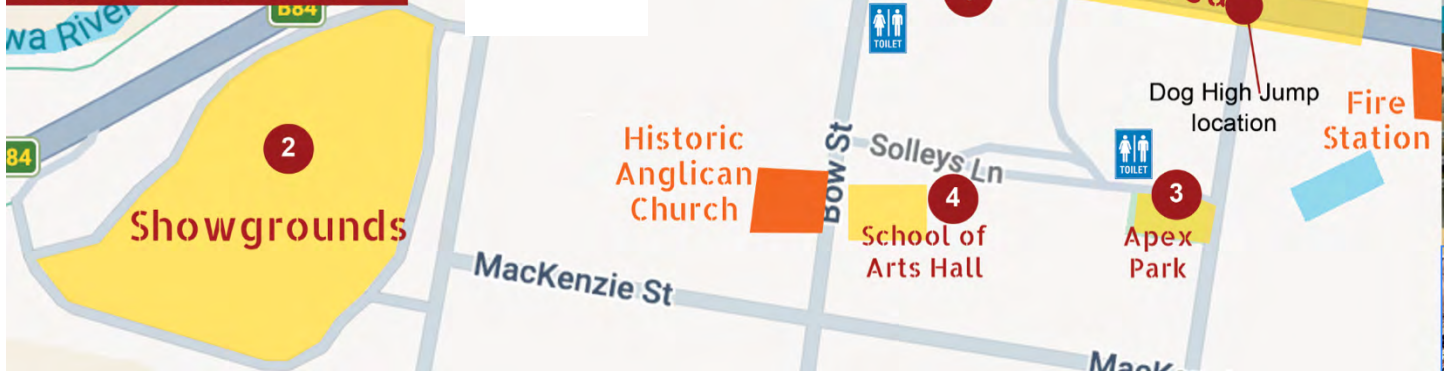 B84
wa River
TOILET
Dog High Jump
location
Fire
Station
84
2
Showgrounds
Historic
Anglican
Church
Bow St
Solleys Ln
TOILET
4
School of
Arts Hall
3
Apex
Park
MacKenzie St